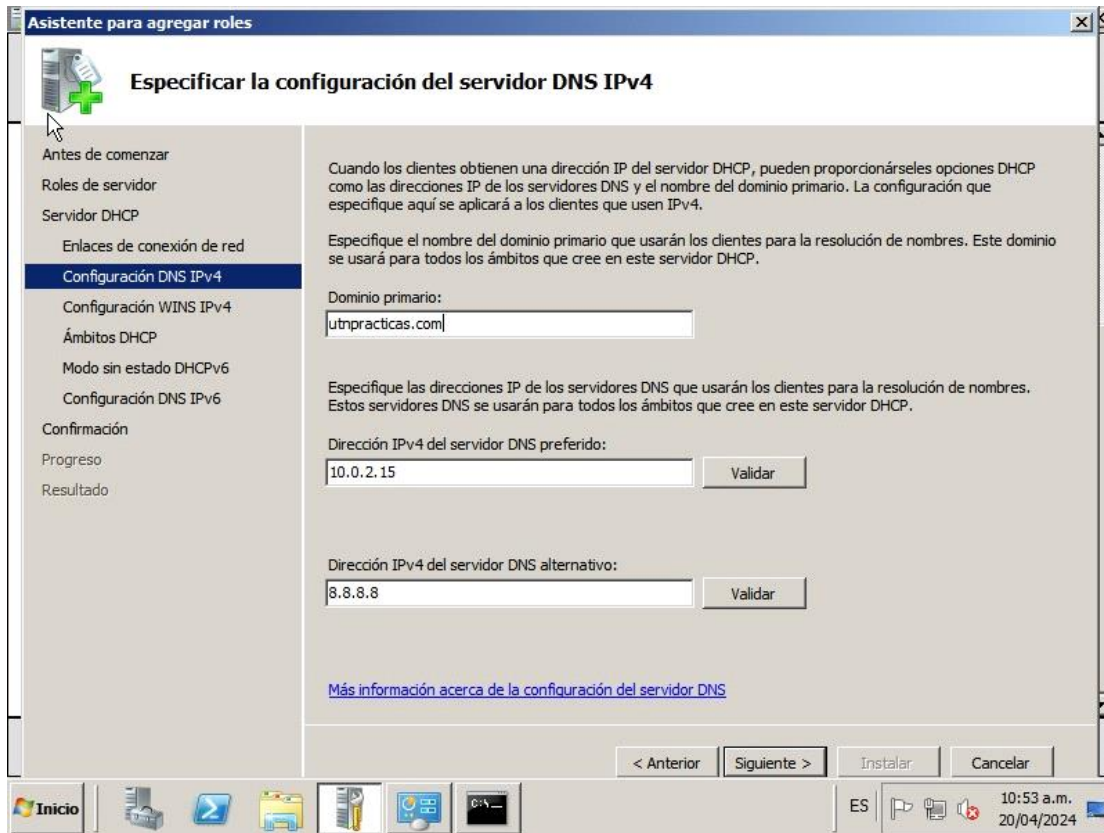 Asistente para agregar roles
Especificar la configuración del servidor DNS IPv4
Antes de comenzar
Roles de servidor
Servidor DHCP
Enlaces de conexión de red
Configuración DNS IPv4
Configuración WINS IPv4
Ámbitos DHCP
Modo sin estado DHCPv6
Configuración DNS IPv6
Confirmación
Progreso
Resultado
Cuando los clientes obtienen una dirección IP del servidor DHCP, pueden proporcionárseles opciones DHCP
como las direcciones IP de los servidores DNS y el nombre del dominio primario. La configuración que
especifique aquí se aplicará a los clientes que usen IPv4.
Especifique el nombre del dominio primario que usarán los clientes para la resolución de nombres. Este dominio
se usará para todos los ámbitos que cree en este servidor DHCP.
Dominio primario:
utnpracticas.com
Especifique las direcciones IP de los servidores DNS que usarán los clientes para la resolución de nombres.
Estos servidores DNS se usarán para todos los ámbitos que cree en este servidor DHCP.
Dirección IPv4 del servidor DNS preferido:
10.0.2.15 Validar
Dirección IPv4 del servidor DNS alternativo:
8.8.8.8 Validar
Más información acerca de la configuración del servidor DNS
< Anterior Siguiente > Instalar Cancelar
Inicio ES 10:53 a.m.
20/04/2024